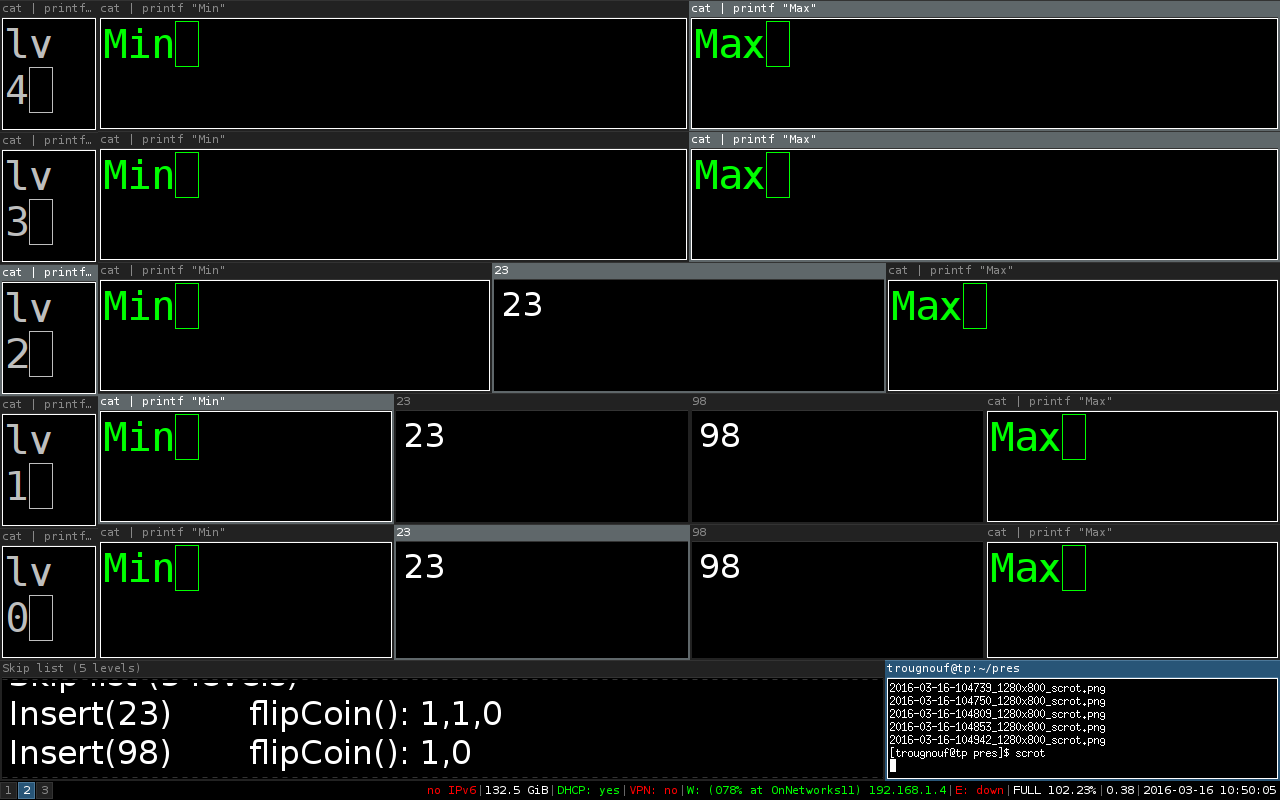 cat | printf… cat | printf "Min" cat | printf "Max"
lv Min Max
4
cat | printf… cat | printf "Min" cat | printf "Max"
lv Min Max
3
cat | printf… cat | printf "Min" 23 cat | printf "Max"
lv Min 23 Max
2
cat | printf… cat | printf "Min" 23 98 cat | printf "Max"
lv Min 23 98 Max
1
cat | printf… cat | printf "Min" 23 98 cat | printf "Max"
lv Min 23 98 Max
0
Skip list (5 levels)
Skip list (5 levels)
Insert(23) flipCoin(): 1,1,0
Insert(98) flipCoin(): 1,0
trougnouf@tp:~/pres
2016-03-16-104739_1280x800_scrot.png
2016-03-16-104750_1280x800_scrot.png
2016-03-16-104809_1280x800_scrot.png
2016-03-16-104853_1280x800_scrot.png
2016-03-16-104942_1280x800_scrot.png
[trougnouf@tp pres]$ scrot
1 2 3 no IPv6|132.5 GiB|DHCP: yes|VPN: no|W: (078% at OnNetworks11) 192.168.1.4|E: down|FULL 102.23%|0.38|2016-03-16 10:50:05